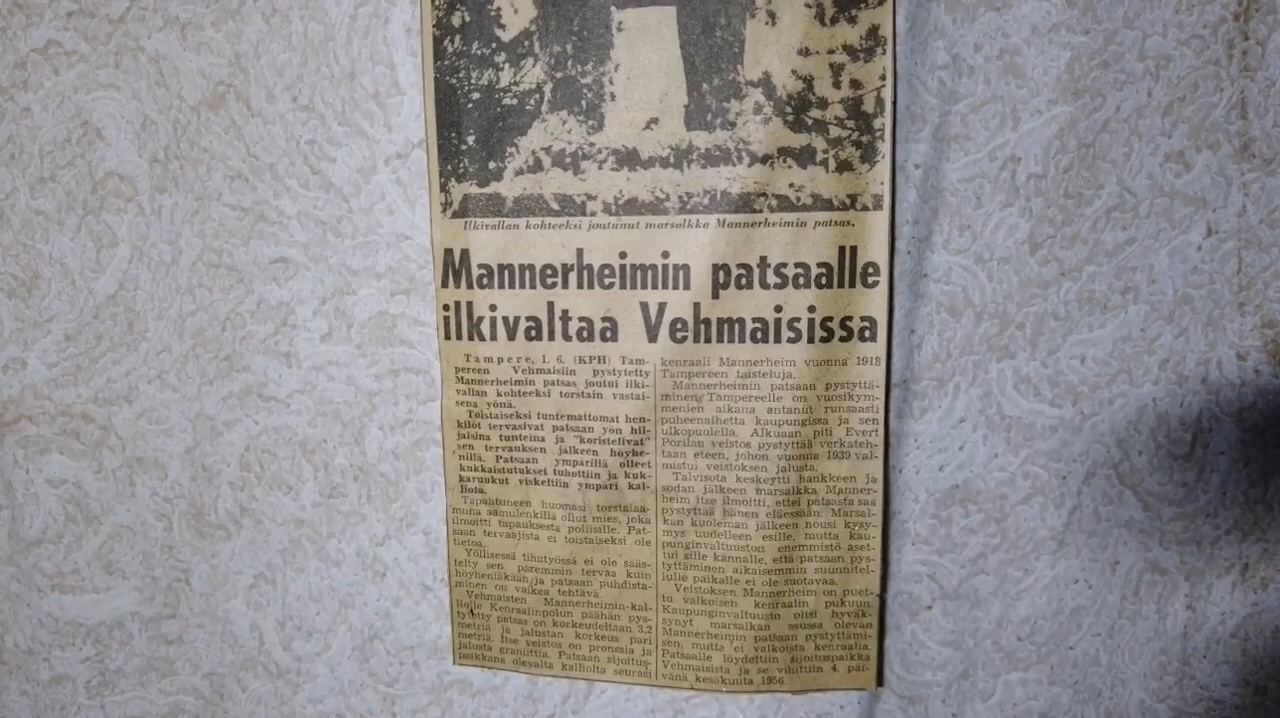 Ilkivallan kohteeksi joutunut marsalkka Mannerheimin patsas.
Mannerheimin patsaalle
ilkivaltaa Vehmaisissa
Tampere, 1. 6. (KPH) Tam-
pereen Vehmaisiin pystytetty
Mannerheimin patsas joutui ilki-
vallan kohteeksi torstain vastai-
sena yönä.
Toistaiseksi tuntemattomat hen-
kilöt tervasivat patsaan yön hil-
jaisina tunteina ja "koristelivat"
sen tervauksen jälkeen höyhe-
nillä. Patsaan ympärillä olleet
kukkaistutukset tuhottiin ja kuk-
karuukut viskeltiin ympäri kal-
liota.
Tapahtuneen huomasi torstaiaa-
muna aamulenkillä ollut mies, joka
ilmoitti tapauksesta poliisille. Pat-
saan tervaajista ei toistaiseksi ole
tietoa.
Yöllisessä tihutyössä ei ole sääs-
telty sen paremmin tervaa kuin
höyheniäkään ja patsaan puhdista-
minen on vaikea tehtävä.
Vehmaisten Mannerheimin-kal-
liolle Kenraalinpolun päähän pys-
tytetty patsas on korkeudeltaan 3,2
metriä ja jalustan korkeus pari
metriä. Itse veistos on pronssia ja
jalusta graniittia. Patsaan sijoitus-
paikkana olevalta kalliolta seurasi
kenraali Mannerheim vuonna 1918
Tampereen taisteluja.
Mannerheimin patsaan pystyttä-
minen Tampereelle on vuosikym-
menien aikana antanut runsaasti
puheenaihetta kaupungissa ja sen
ulkopuolella. Alkuaan piti Evert
Porilan veistos pystyttää verkateh-
taan eteen, johon vuonna 1939 val-
mistui veistoksen jalusta.
Talvisota keskeytti hankkeen ja
sodan jälkeen marsalkka Manner-
heim itse ilmoitti, ettei patsasta saa
pystyttää hänen eläessään. Marsal-
kan kuoleman jälkeen nousi kysy-
mys uudelleen esille, mutta kau-
punginvaltuuston enemmistö aset-
tui sille kannalle, että patsaan pys-
tyttäminen aikaisemmin suunnitel-
lulle paikalle ei ole suotavaa.
Veistoksen Mannerheim on puet-
tu valkoisen kenraalin pukuun.
Kaupunginvaltuusto olisi hyväk-
synyt marsalkan asussa olevan
Mannerheimin patsaan pystyttämi-
sen, mutta ei valkoista kenraalia.
Patsaalle löydettiin sijoituspaikka
Vehmaisista ja se vihittiin 4. päi-
vänä kesäkuuta 1956.